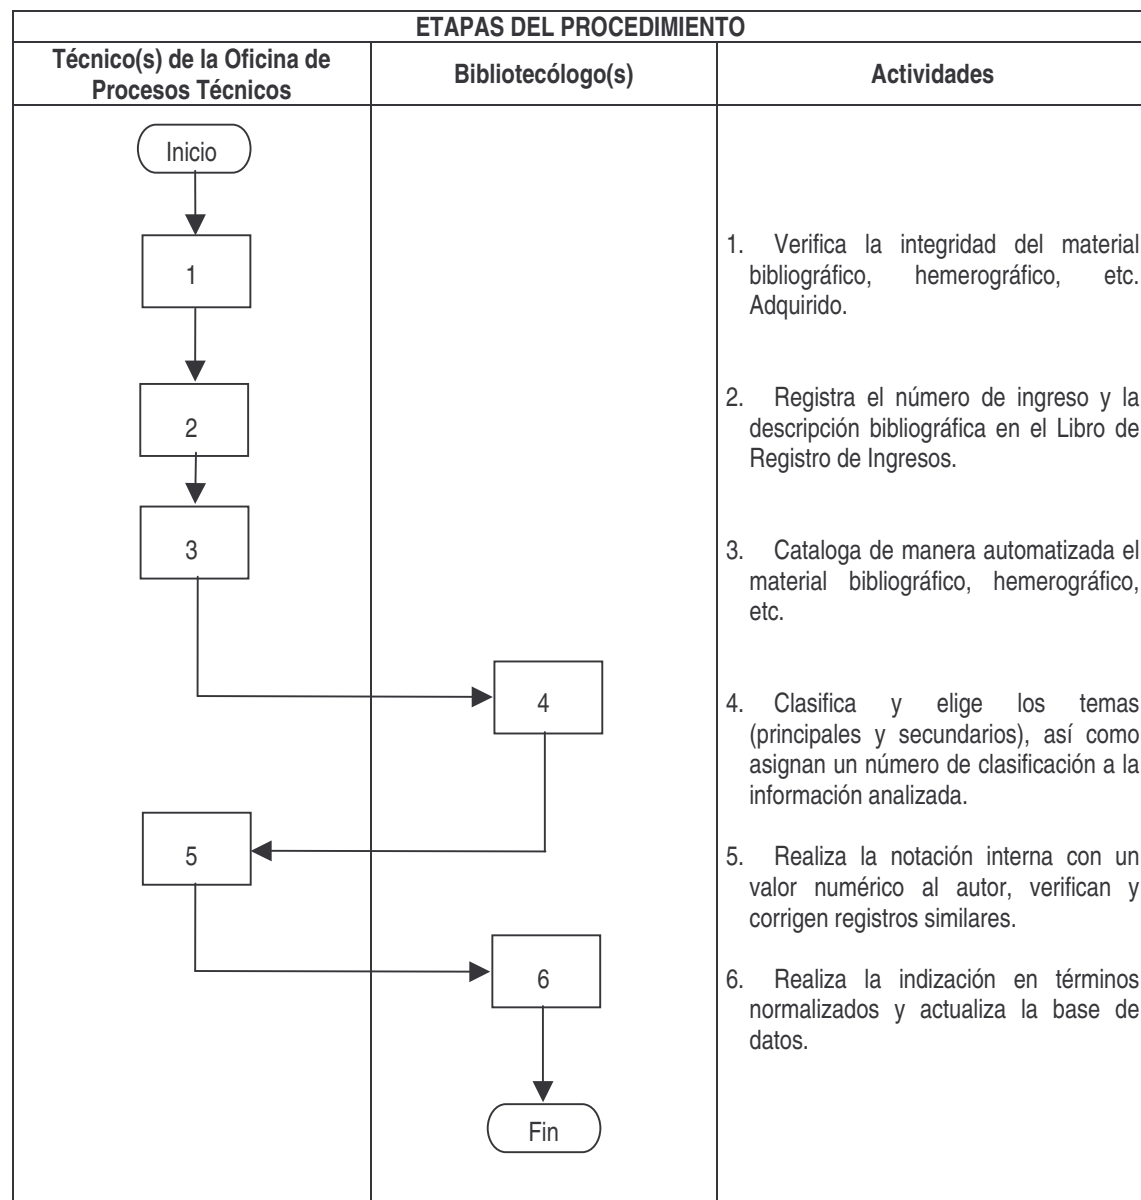 ETAPAS DEL PROCEDIMIENTO
Técnico(s) de la Oficina de
Procesos Técnicos
Bibliotecólogo(s)
Actividades
Inicio
1
2
3
4
5
6
Fin
1. Verifica la integridad del material
bibliográfico, hemerográfico, etc.
Adquirido.
2. Registra el número de ingreso y la
descripción bibliográfica en el Libro de
Registro de Ingresos.
3. Cataloga de manera automatizada el
material bibliográfico, hemerográfico,
etc.
4. Clasifica y elige los temas
(principales y secundarios), así como
asignan un número de clasificación a la
información analizada.
5. Realiza la notación interna con un
valor numérico al autor, verifican y
corrigen registros similares.
6. Realiza la indización en términos
normalizados y actualiza la base de
datos.